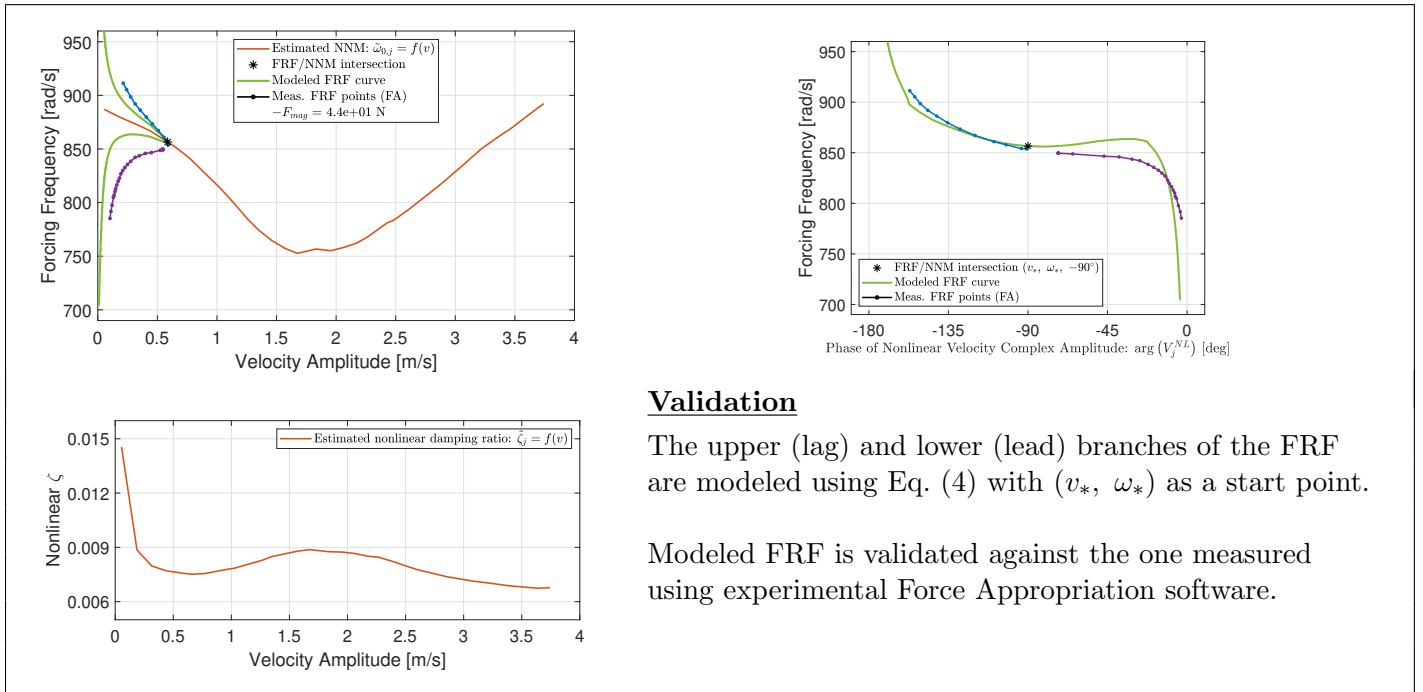 950
900
850
800
750
700
Forcing Frequency [rad/s]
Estimated NNM: ω̃₀,ⱼ = f(v)
FRF/NNM intersection
Modeled FRF curve
Meas. FRF points (FA)
−F_mag = 4.4e+01 N
0 0.5 1 1.5 2 2.5 3 3.5 4
Velocity Amplitude [m/s]
950
900
850
800
750
700
Forcing Frequency [rad/s]
FRF/NNM intersection (v∗, ω∗, −90°)
Modeled FRF curve
Meas. FRF points (FA)
-180 -135 -90 -45 0
Phase of Nonlinear Velocity Complex Amplitude: arg (V_j^{NL}) [deg]
0.015
0.012
0.009
0.006
Nonlinear ζ
Estimated nonlinear damping ratio: ζ̃ⱼ = f(v)
0 0.5 1 1.5 2 2.5 3 3.5 4
Velocity Amplitude [m/s]
Validation
The upper (lag) and lower (lead) branches of the FRF
are modeled using Eq. (4) with (v∗, ω∗) as a start point.
Modeled FRF is validated against the one measured
using experimental Force Appropriation software.